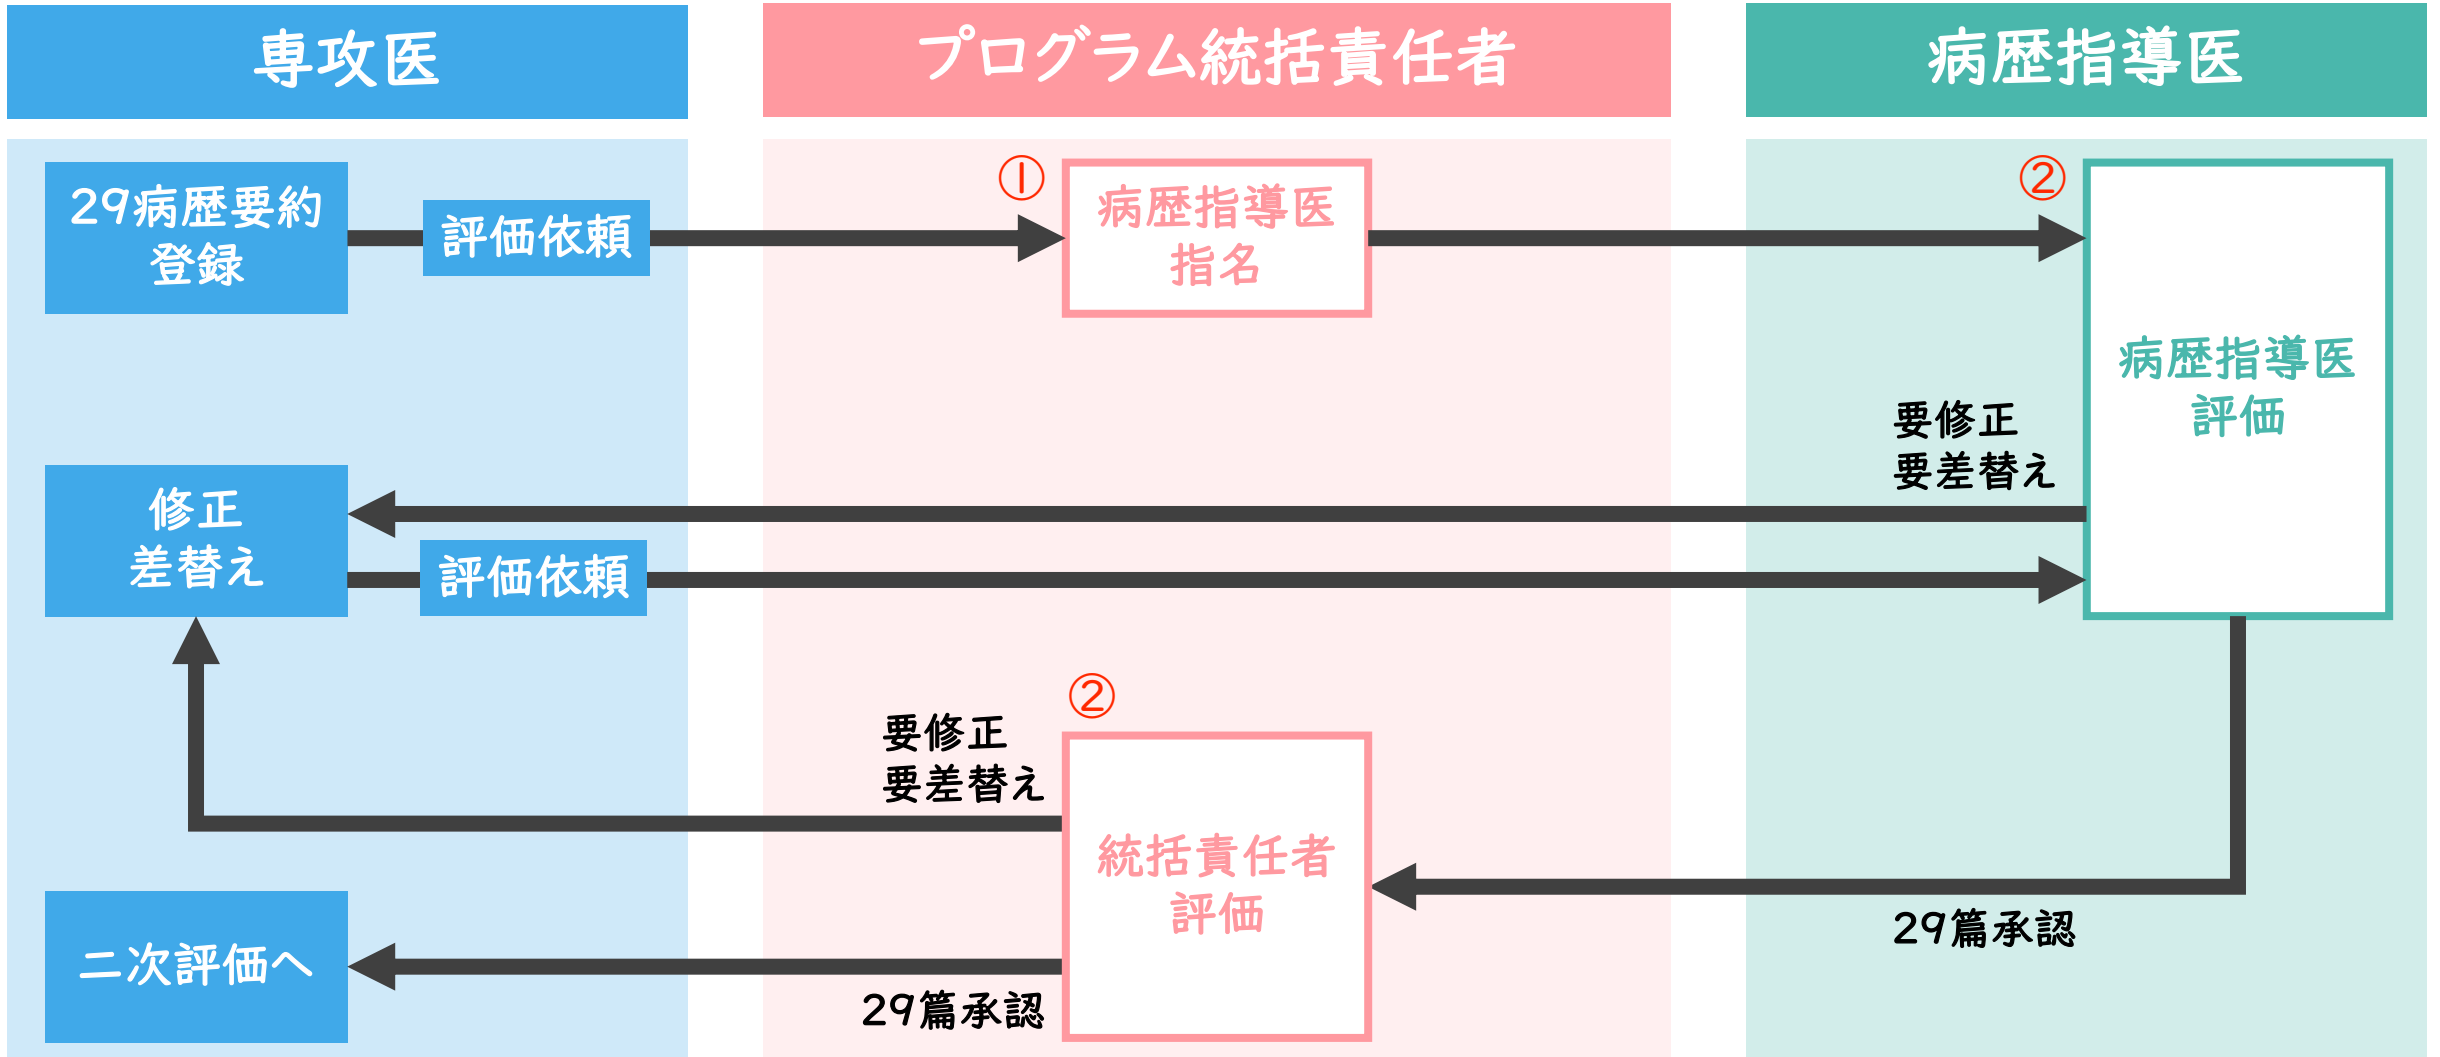 専攻医
プログラム統括責任者
病歴指導医
29病歴要約
登録
評価依頼
①
病歴指導医
指名
②
病歴指導医
評価
要修正
要差替え
修正
差替え
評価依頼
②
要修正
要差替え
統括責任者
評価
29篇承認
二次評価へ
29篇承認